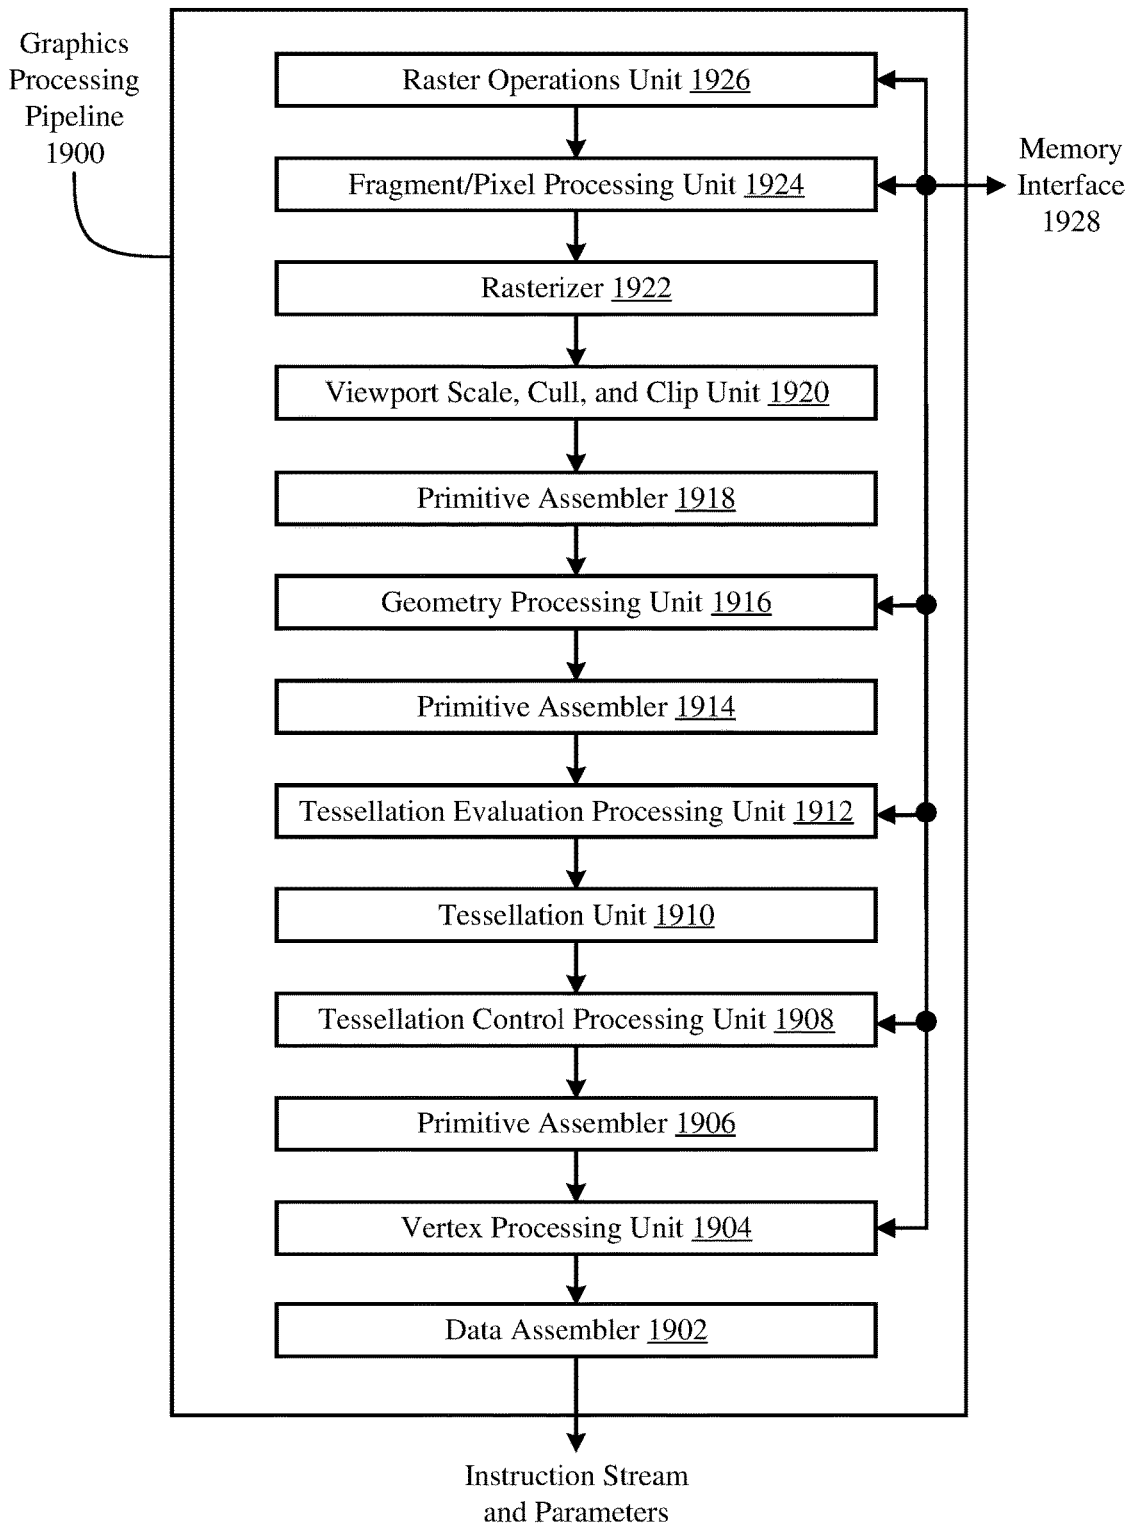 Graphics
Processing
Pipeline
1900
Raster Operations Unit 1926
Fragment/Pixel Processing Unit 1924
Memory
Interface
1928
Rasterizer 1922
Viewport Scale, Cull, and Clip Unit 1920
Primitive Assembler 1918
Geometry Processing Unit 1916
Primitive Assembler 1914
Tessellation Evaluation Processing Unit 1912
Tessellation Unit 1910
Tessellation Control Processing Unit 1908
Primitive Assembler 1906
Vertex Processing Unit 1904
Data Assembler 1902
Instruction Stream
and Parameters